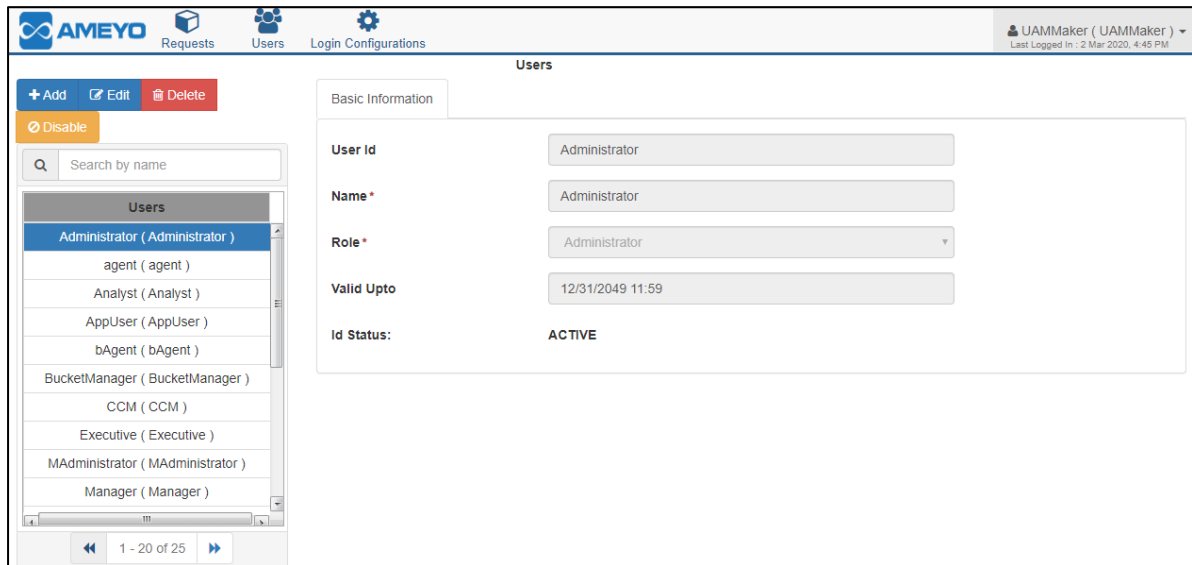 AMEYO
Requests
Users
Login Configurations
UAMMaker ( UAMMaker )
Last Logged In : 2 Mar 2020, 4:45 PM
Users
Add
Edit
Delete
Disable
Search by name
Users
Administrator ( Administrator )
agent ( agent )
Analyst ( Analyst )
AppUser ( AppUser )
bAgent ( bAgent )
BucketManager ( BucketManager )
CCM ( CCM )
Executive ( Executive )
MAdministrator ( MAdministrator )
Manager ( Manager )
1 - 20 of 25
Basic Information
User Id
Administrator
Name *
Administrator
Role *
Administrator
Valid Upto
12/31/2049 11:59
Id Status:
ACTIVE